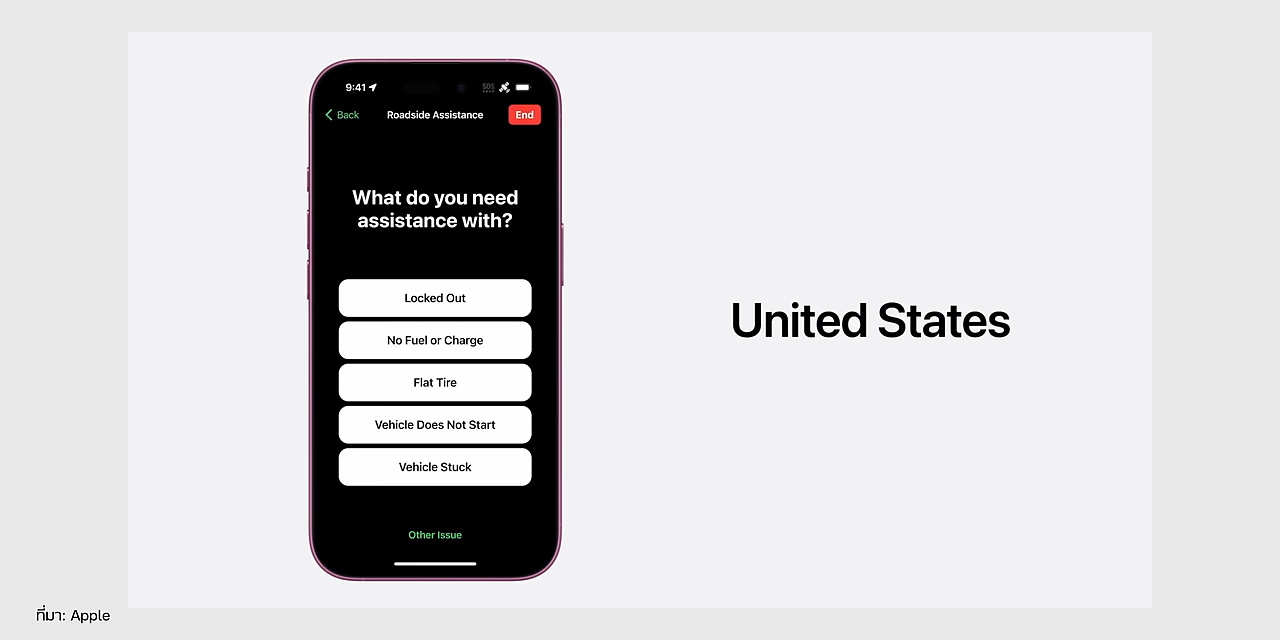 9:41
SOS
Back
Roadside Assistance
End
What do you need
assistance with?
Locked Out
No Fuel or Charge
Flat Tire
Vehicle Does Not Start
Vehicle Stuck
Other Issue
United States
ที่มา: Apple